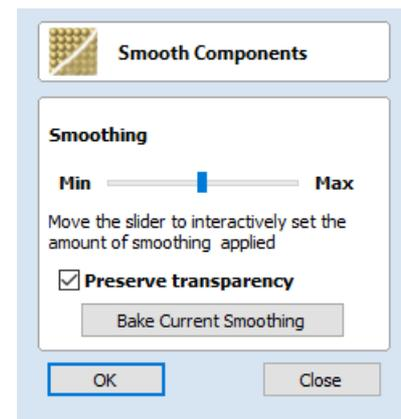 Smooth Components
Smoothing
Min Max
Move the slider to interactively set the
amount of smoothing applied
Preserve transparency
Bake Current Smoothing
OK Close